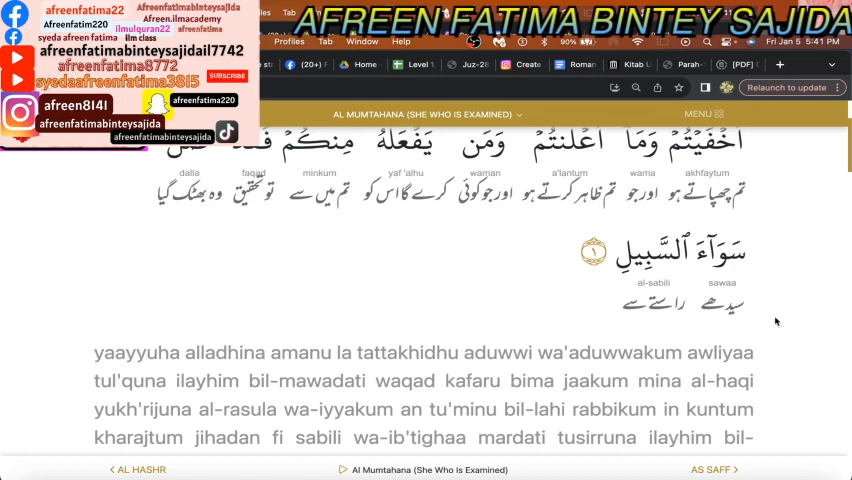 afreenfatima22
Afreenfatimabinteysajida
Afreenfatima220
Afreen.ilmacademy
ilmulquran22
afreenfatima
syeda afreen fatima
ilm class
afreenfatimabinteysajidail7742
afreenfatima8772
syedaafreenfatima3815
SUBSCRIBE
afreen8141
afreenfatima220
afreenfatimabinteysajida
afreenfatimabinteysajida
AFREEN FATIMA BINTEY SAJIDA
Profiles Tab Window Help 90% Fri Jan 5 5:41 PM
(20+) F Home Level 1. Created Roman Kitab U Parah- Juz-28 [PDF]
Relaunch to update
AL MUMTAHANA (SHE WHO IS EXAMINED)
MENU
أَخْفَيْتُمْ وَمَآ أَعْلَنتُمْ وَمَن يَفْعَلْهُ مِنكُمْ فَقَدْ ضَلَّ
akhfaytum wama a'lantum waman yaf 'alhu minkum faqad dalla
تم چھپاتے ہو اور جو تم ظاہر کرتے ہو اور جو کوئی کرے گا اس کو تم میں سے تو تحقیق وہ بھٹک گیا
سَوَآءَ ٱلسَّبِيلِ ١
sawaa al-sabili
سیدھے راستے سے
yaayyuha alladhina amanu la tattakhidhu aduwwi wa'aduwwakum awliyaa
tul'quna ilayhim bil-mawadati waqad kafaru bima jaakum mina al-haqi
yukh'rijuna al-rasula wa-iyyakum an tu'minu bil-lahi rabbikum in kuntum
kharajtum jihadan fi sabili wa-ib'tighaa mardati tusirruna ilayhim bil-
AL HASHR
Al Mumtahana (She Who Is Examined)
AS SAFF